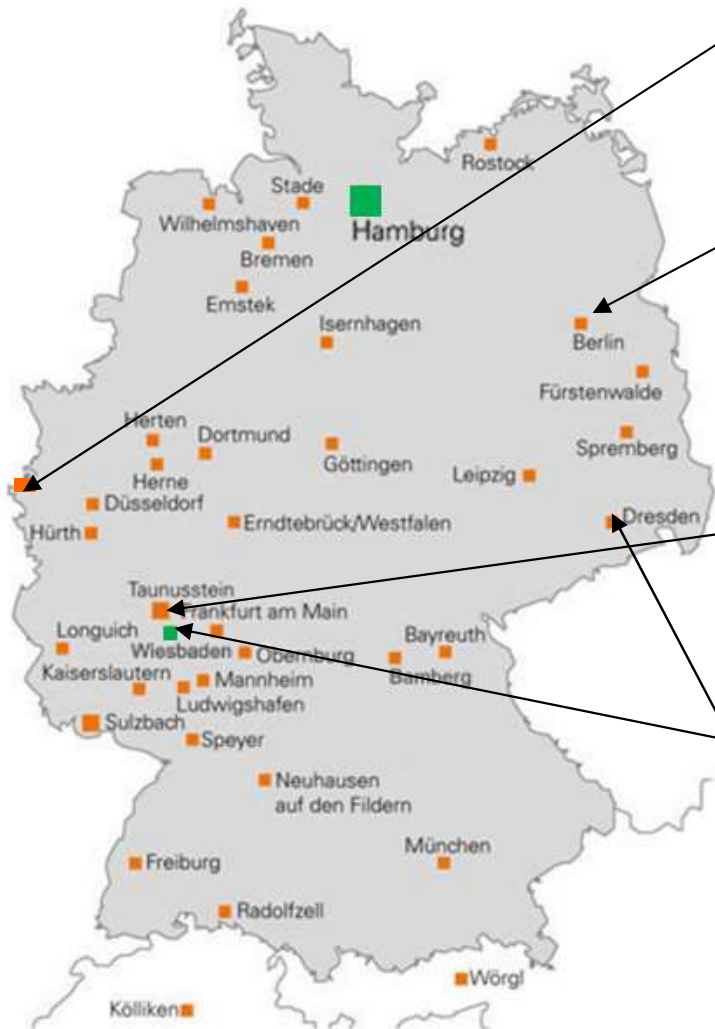 Rostock
Stade
Wilhelmshaven
Hamburg
Bremen
Emstek
Isernhagen
Berlin
Fürstenwalde
Herten
Dortmund
Spremberg
Göttingen
Herne
Leipzig
Düsseldorf
Dresden
Hürth
Erndtebrück/Westfalen
Taunusstein
Frankfurt am Main
Longuich
Bayreuth
Wiesbaden
Obernburg
Bamberg
Kaiserslautern
Mannheim
Ludwigshafen
Sulzbach
Speyer
Neuhausen
auf den Fildern
München
Freiburg
Radolfzell
Wörgl
Kölliken